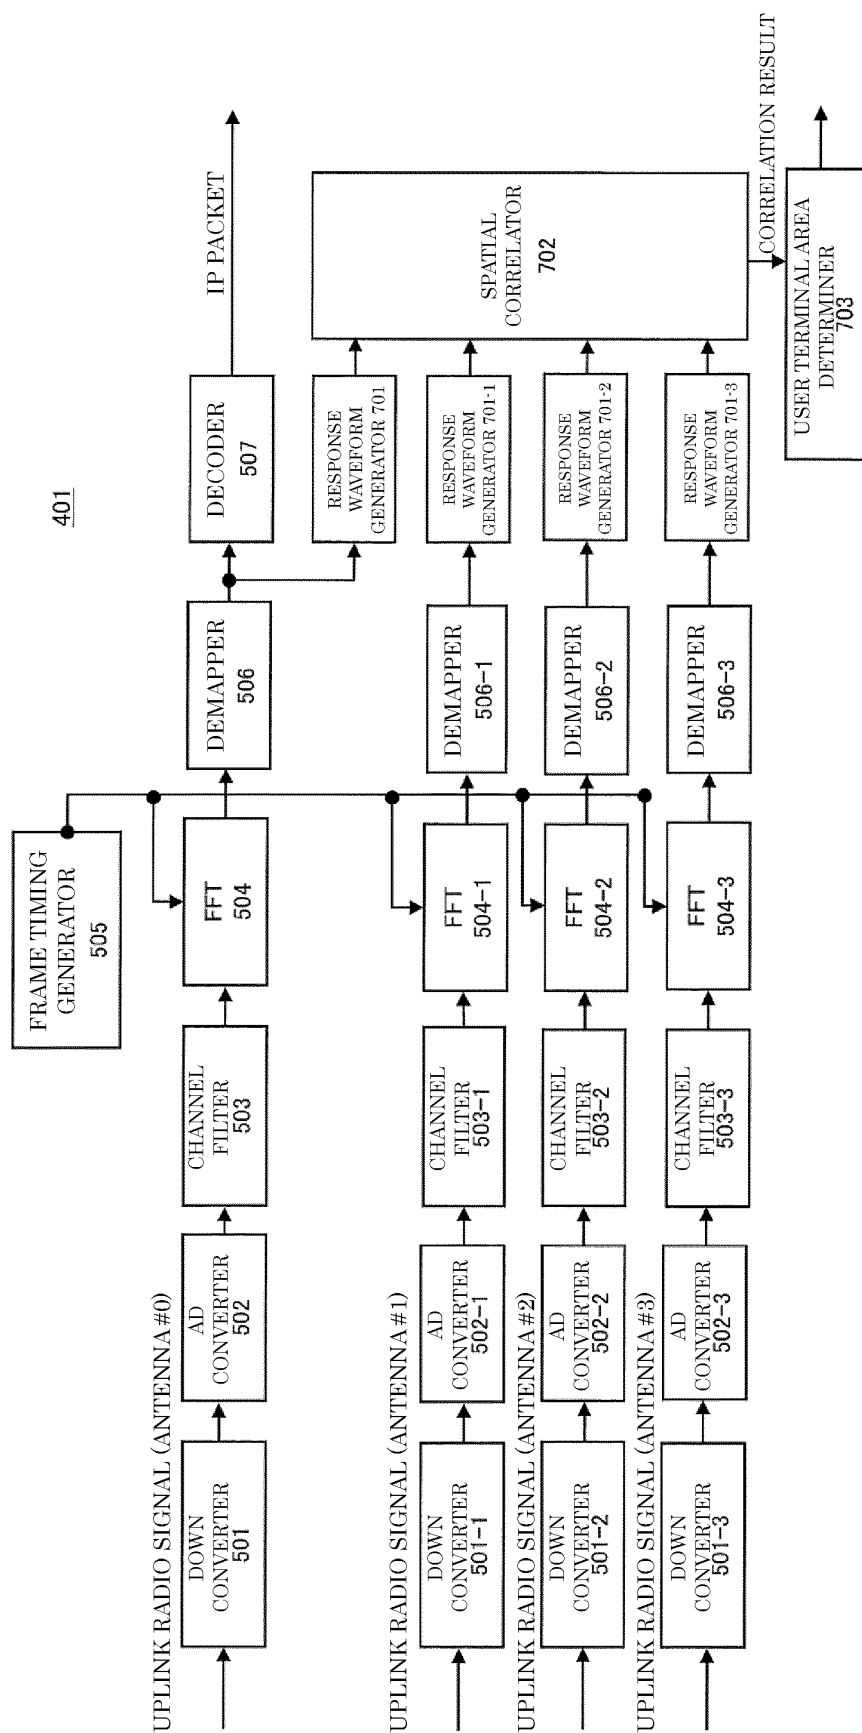 401
FRAME TIMING
GENERATOR
505
UPLINK RADIO SIGNAL (ANTENNA #0)
DOWN
CONVERTER
501
AD
CONVERTER
502
CHANNEL
FILTER
503
FFT
504
DEMAPPER
506
DECODER
507
IP PACKET
RESPONSE
WAVEFORM
GENERATOR 701
UPLINK RADIO SIGNAL (ANTENNA #1)
DOWN
CONVERTER
501-1
AD
CONVERTER
502-1
CHANNEL
FILTER
503-1
FFT
504-1
DEMAPPER
506-1
RESPONSE
WAVEFORM
GENERATOR 701-1
UPLINK RADIO SIGNAL (ANTENNA #2)
DOWN
CONVERTER
501-2
AD
CONVERTER
502-2
CHANNEL
FILTER
503-2
FFT
504-2
DEMAPPER
506-2
RESPONSE
WAVEFORM
GENERATOR 701-2
UPLINK RADIO SIGNAL (ANTENNA #3)
DOWN
CONVERTER
501-3
AD
CONVERTER
502-3
CHANNEL
FILTER
503-3
FFT
504-3
DEMAPPER
506-3
RESPONSE
WAVEFORM
GENERATOR 701-3
SPATIAL
CORRELATOR
702
CORRELATION RESULT
USER TERMINAL AREA
DETERMINER
703